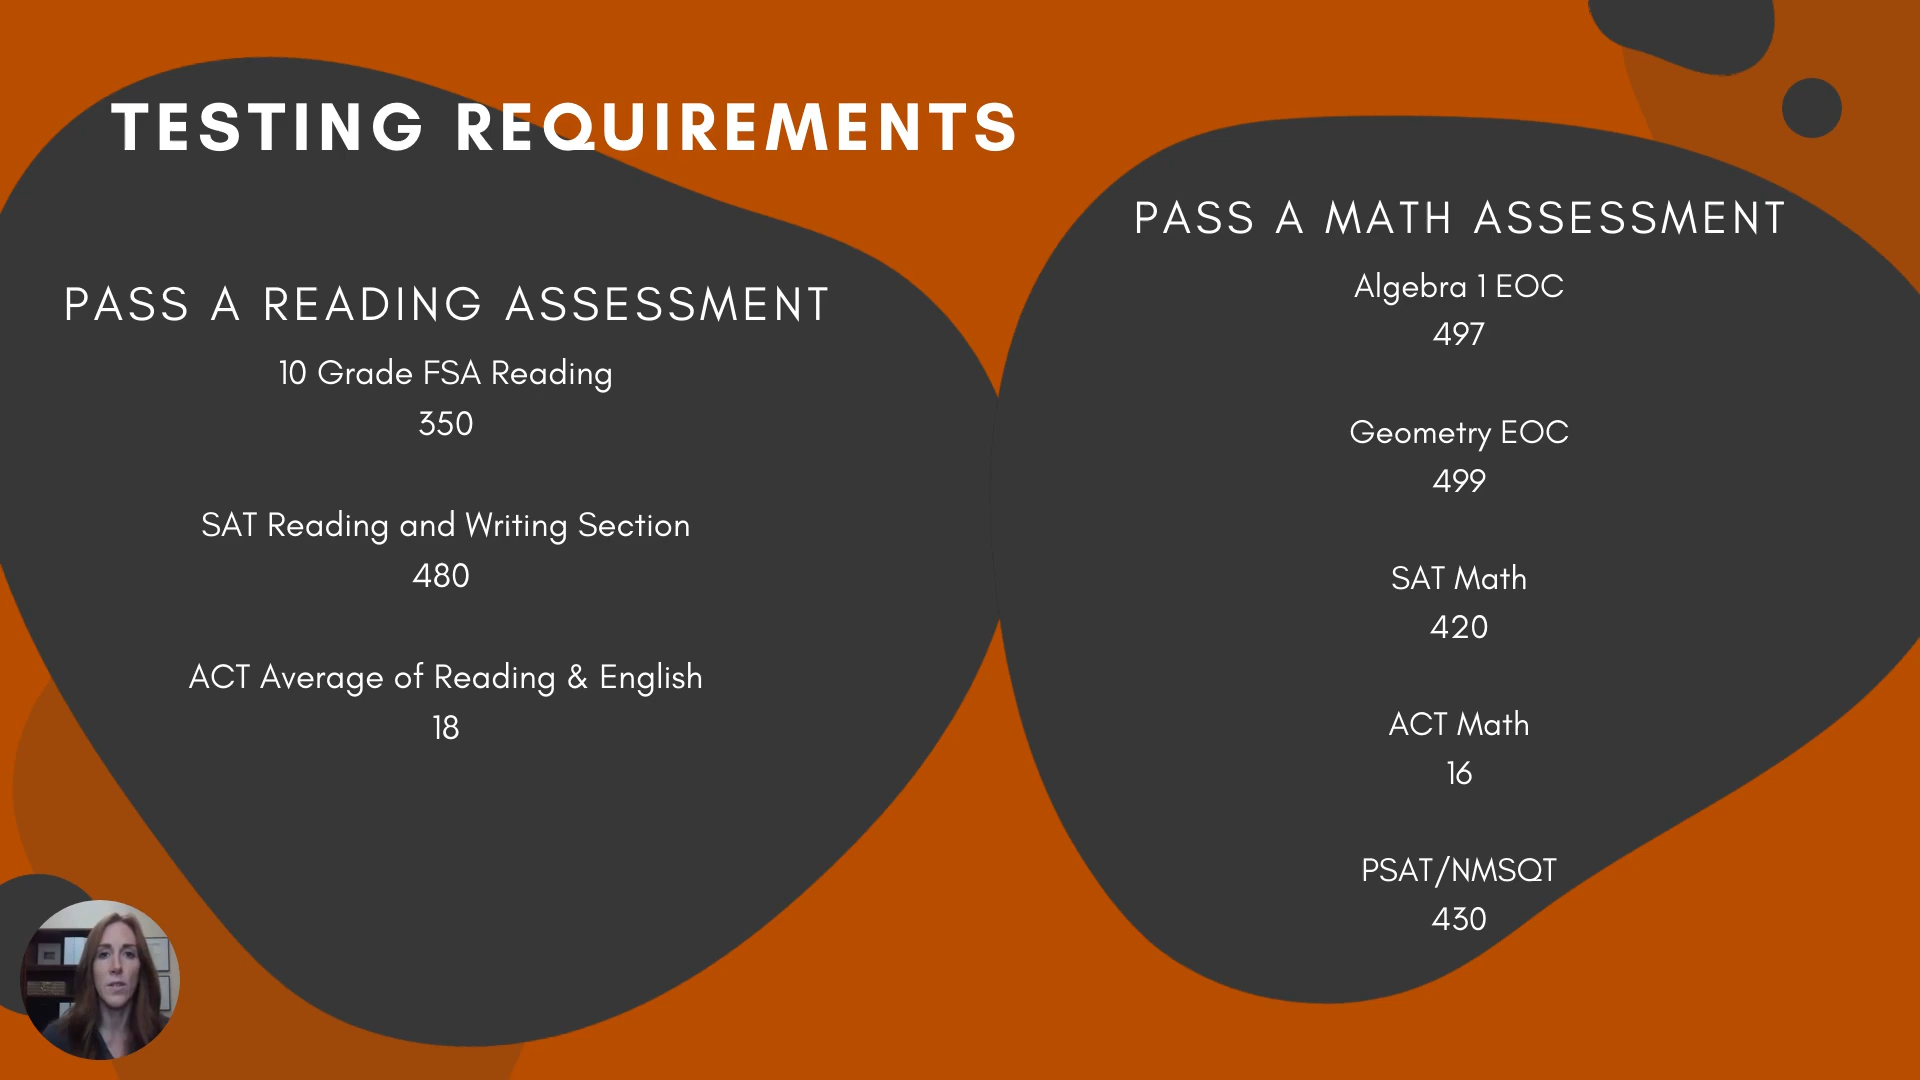 TESTING REQUIREMENTS
PASS A READING ASSESSMENT
10 Grade FSA Reading
350
SAT Reading and Writing Section
480
ACT Average of Reading & English
18
PASS A MATH ASSESSMENT
Algebra 1 EOC
497
Geometry EOC
499
SAT Math
420
ACT Math
16
PSAT/NMSQT
430